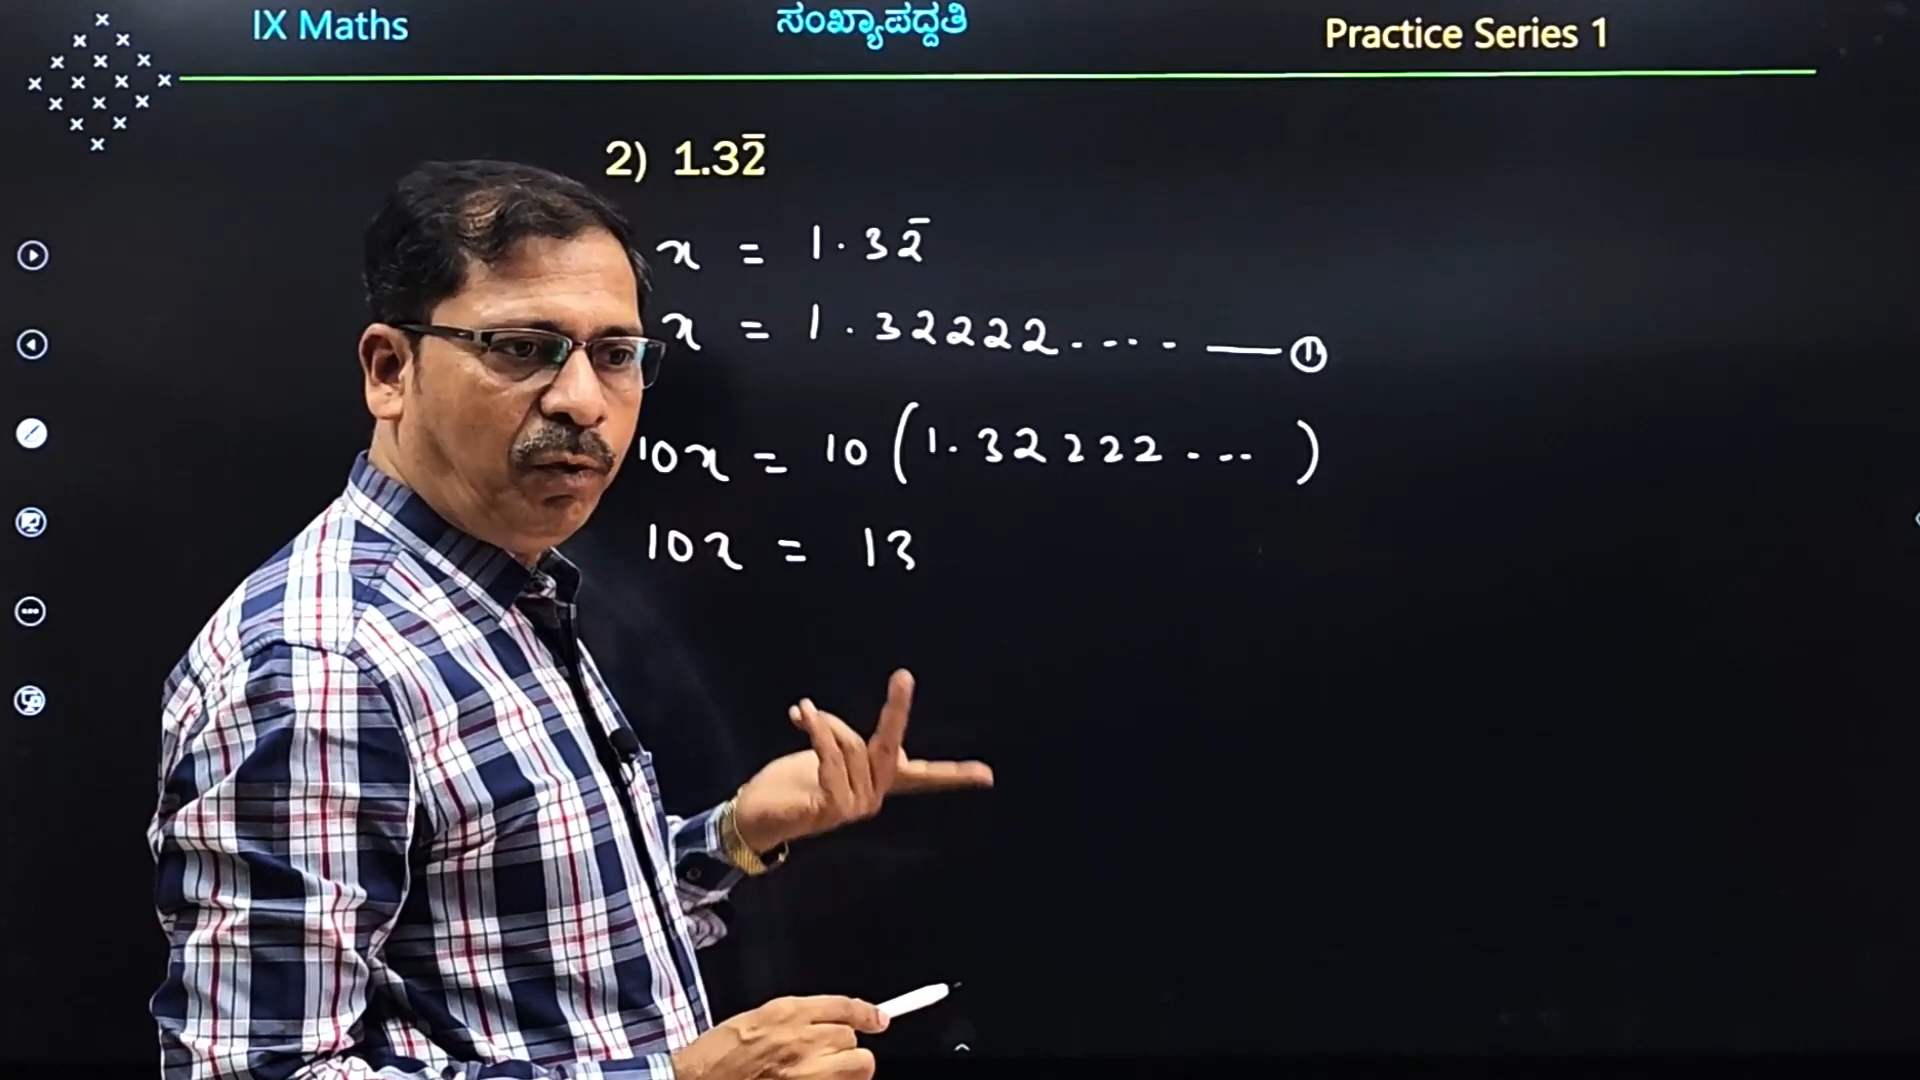 IX Maths
ಸಂಖ್ಯಾಪದ್ದತಿ
Practice Series 1
2) 1.32̅
x = 1.32̅
x = 1.32222.... — ①
10x = 10 (1.32222... )
10x = 13